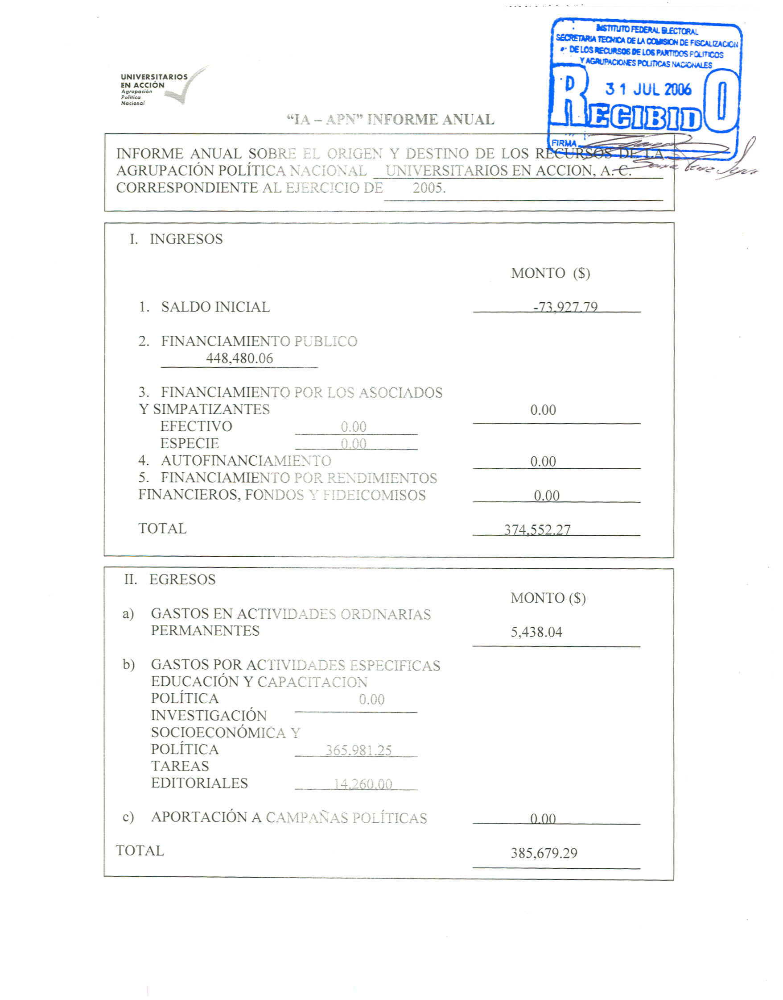 INSTITUTO FEDERAL ELECTORAL
SECRETARIA TECNICA DE LA COMISION DE FISCALIZACION
DE LOS RECURSOS DE LOS PARTIDOS POLITICOS
Y AGRUPACIONES POLITICAS NACIONALES
31 JUL 2006
RECIBIDO
FIRMA
UNIVERSITARIOS
EN ACCIÓN
Agrupación
Política
Nacional
“IA – APN” INFORME ANUAL
INFORME ANUAL SOBRE EL ORIGEN Y DESTINO DE LOS RECURSOS DE LA
AGRUPACIÓN POLÍTICA NACIONAL UNIVERSITARIOS EN ACCION, A. C.
CORRESPONDIENTE AL EJERCICIO DE 2005.
I. INGRESOS
MONTO ($)
1. SALDO INICIAL -73,927.79
2. FINANCIAMIENTO PUBLICO
448,480.06
3. FINANCIAMIENTO POR LOS ASOCIADOS
Y SIMPATIZANTES 0.00
EFECTIVO 0.00
ESPECIE 0.00
4. AUTOFINANCIAMIENTO 0.00
5. FINANCIAMIENTO POR RENDIMIENTOS
FINANCIEROS, FONDOS Y FIDEICOMISOS 0.00
TOTAL 374,552.27
II. EGRESOS
MONTO ($)
a) GASTOS EN ACTIVIDADES ORDINARIAS
PERMANENTES 5,438.04
b) GASTOS POR ACTIVIDADES ESPECIFICAS
EDUCACIÓN Y CAPACITACION
POLÍTICA 0.00
INVESTIGACIÓN
SOCIOECONÓMICA Y
POLÍTICA 365.981.25
TAREAS
EDITORIALES 14,260.00
c) APORTACIÓN A CAMPAÑAS POLÍTICAS 0.00
TOTAL 385,679.29